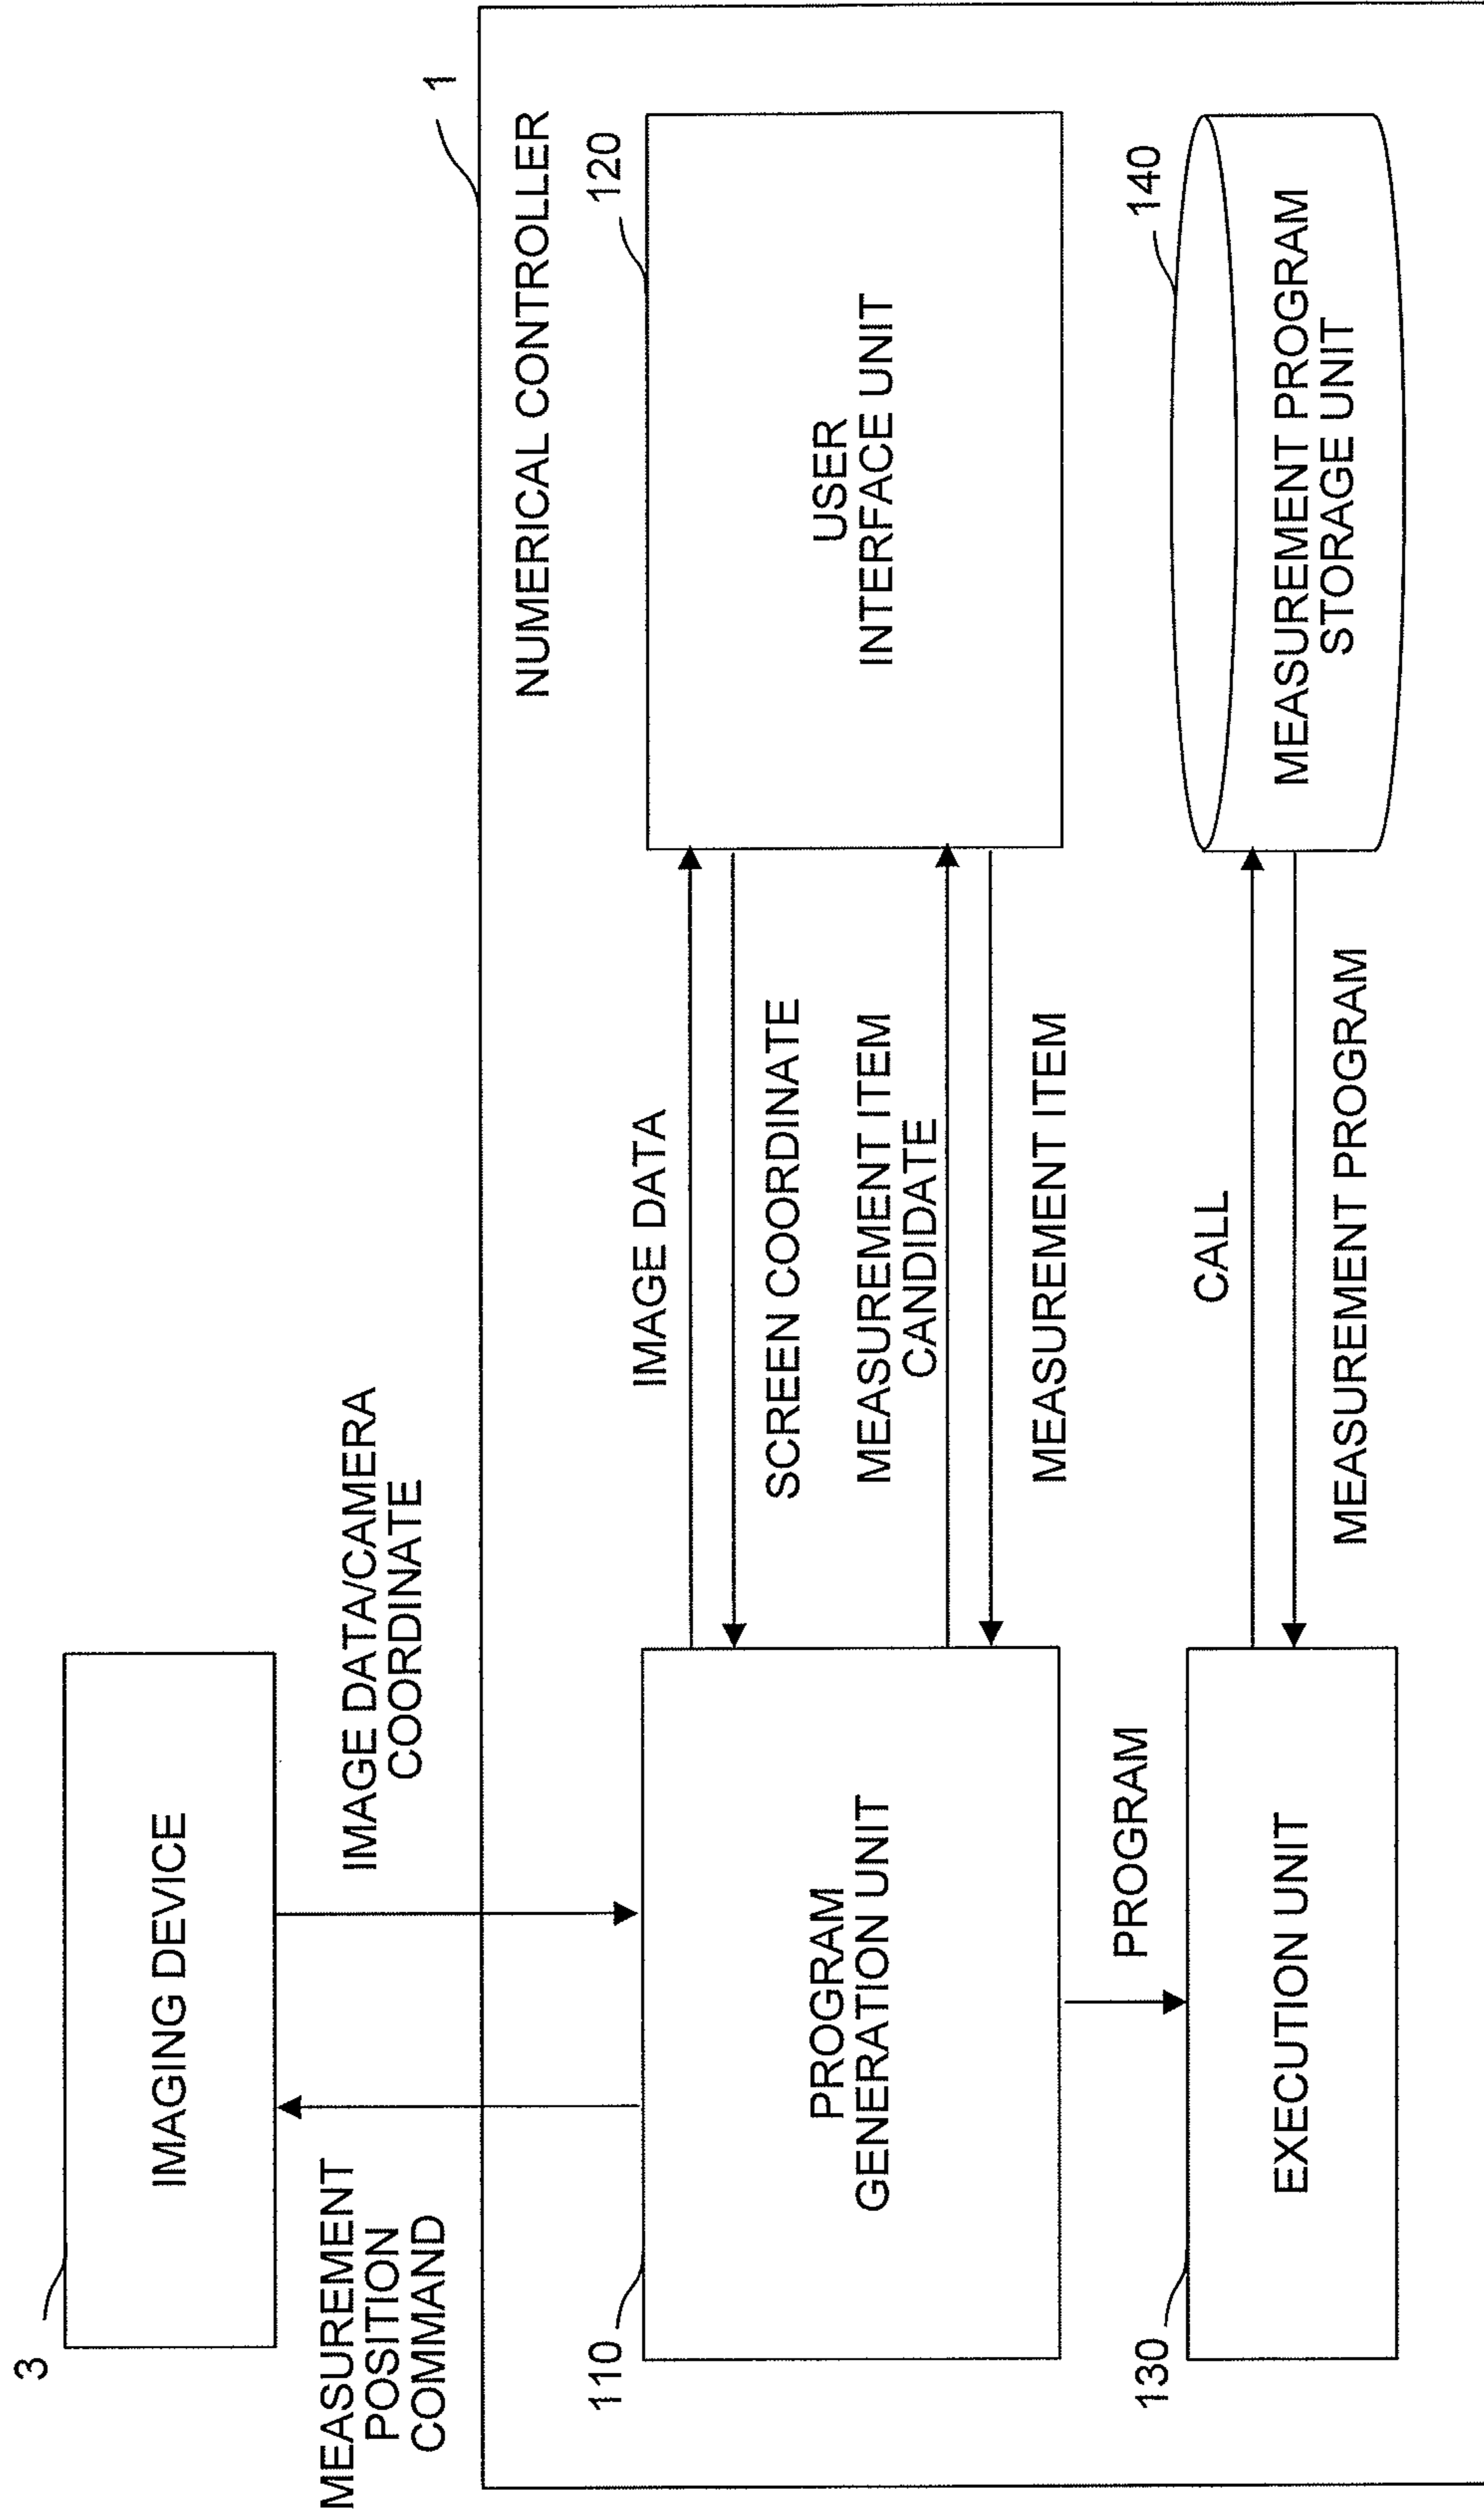 3
IMAGING DEVICE
MEASUREMENT
POSITION
COMMAND
IMAGE DATA/CAMERA
COORDINATE
1
NUMERICAL CONTROLLER
110
PROGRAM
GENERATION UNIT
IMAGE DATA
SCREEN COORDINATE
MEASUREMENT ITEM
CANDIDATE
MEASUREMENT ITEM
120
USER
INTERFACE UNIT
PROGRAM
130
EXECUTION UNIT
CALL
MEASUREMENT PROGRAM
140
MEASUREMENT PROGRAM
STORAGE UNIT